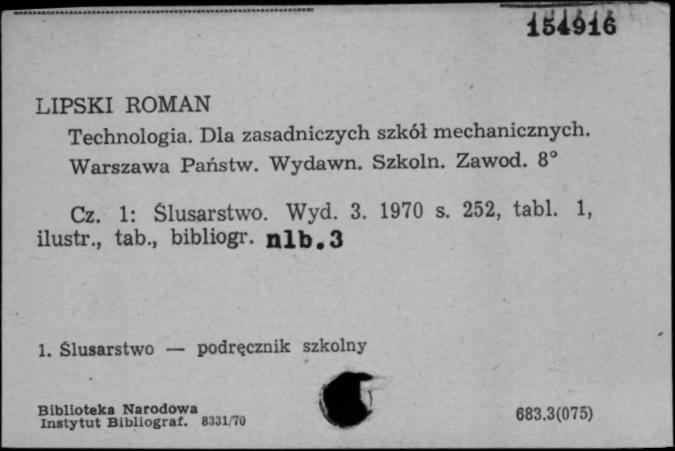 154916
LIPSKI ROMAN
Technologia. Dla zasadniczych szkół mechanicznych.
Warszawa Państw. Wydawn. Szkoln. Zawod. 8°
Cz. 1: Ślusarstwo. Wyd. 3. 1970 s. 252, tabl. 1,
ilustr., tab., bibliogr. nlb.3
1. Ślusarstwo — podręcznik szkolny
Biblioteka Narodowa
Instytut Bibliograf. 8331/70
683.3(075)